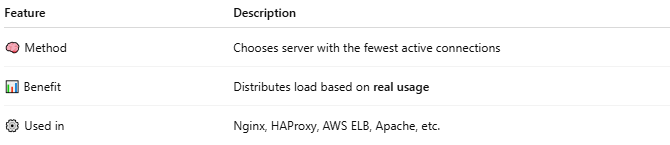 Feature Description
🧠 Method Chooses server with the fewest active connections
📊 Benefit Distributes load based on real usage
⚙️ Used in Nginx, HAProxy, AWS ELB, Apache, etc.